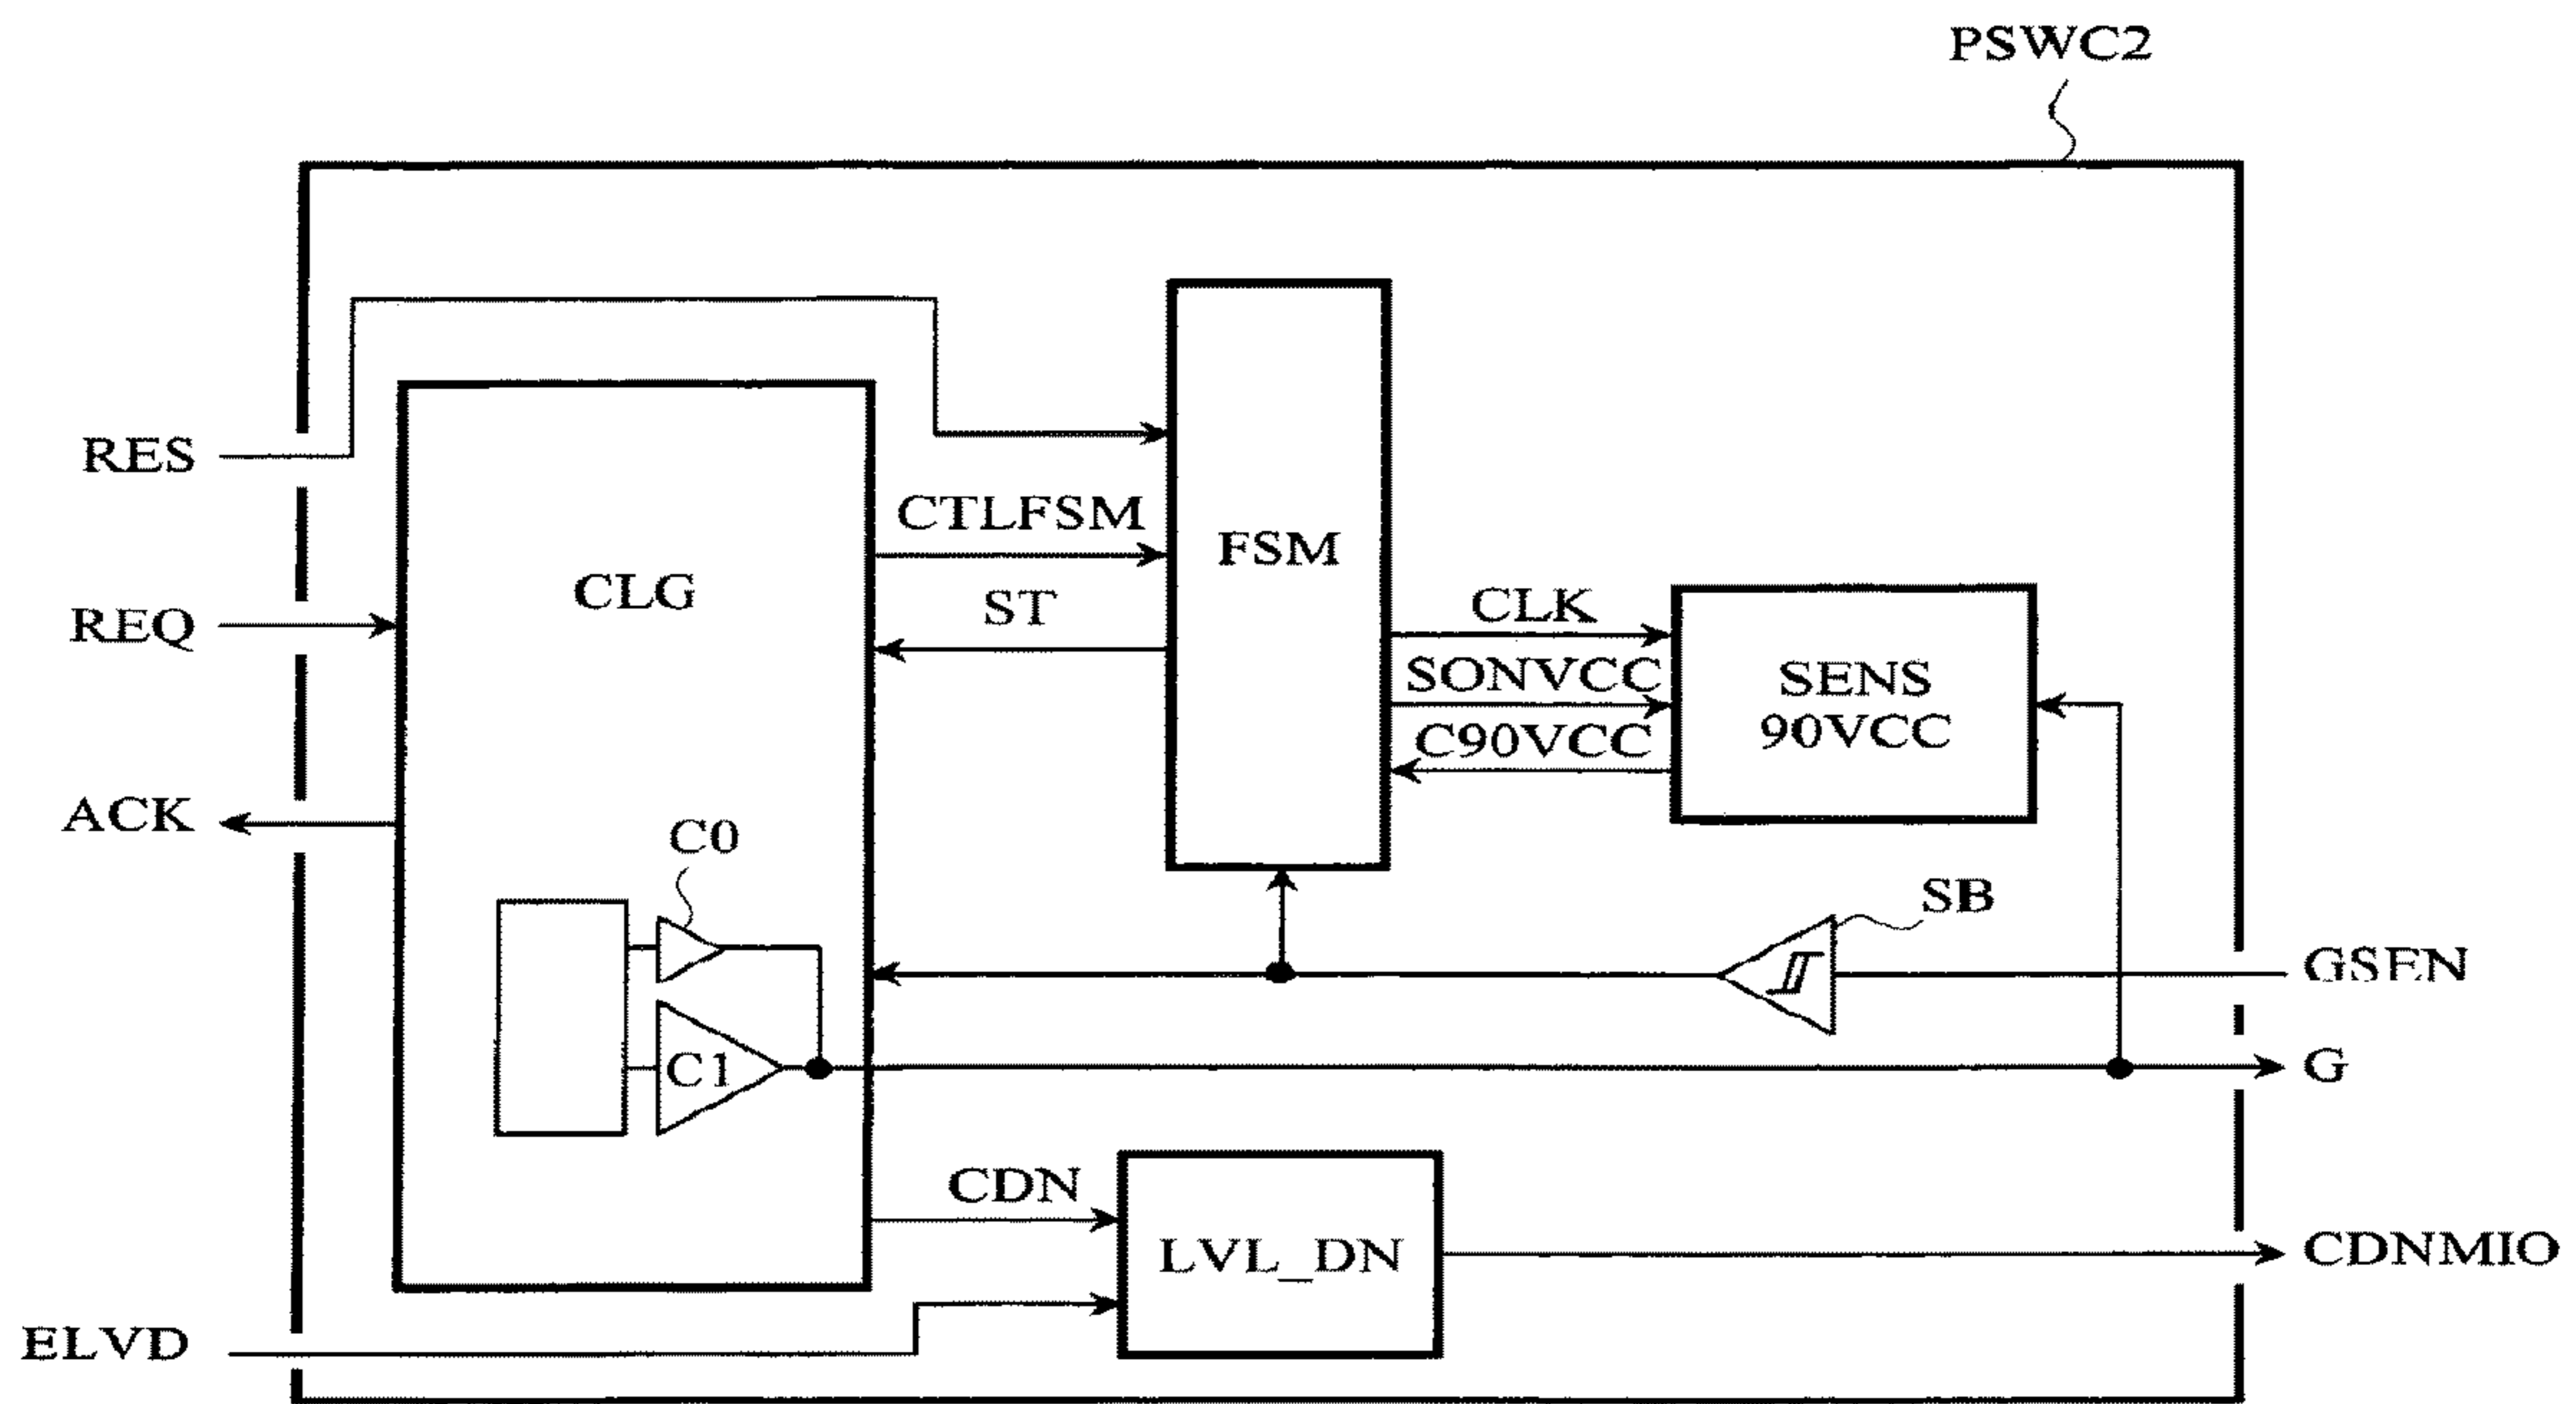 PSWC2
RES
CTLFSM
FSM
CLG
ST
CLK
REQ
SONVCC
SENS
90VCC
C90VCC
ACK
C0
SB
GSEN
C1
G
CDN
LVL_DN
CDNMIO
ELVD